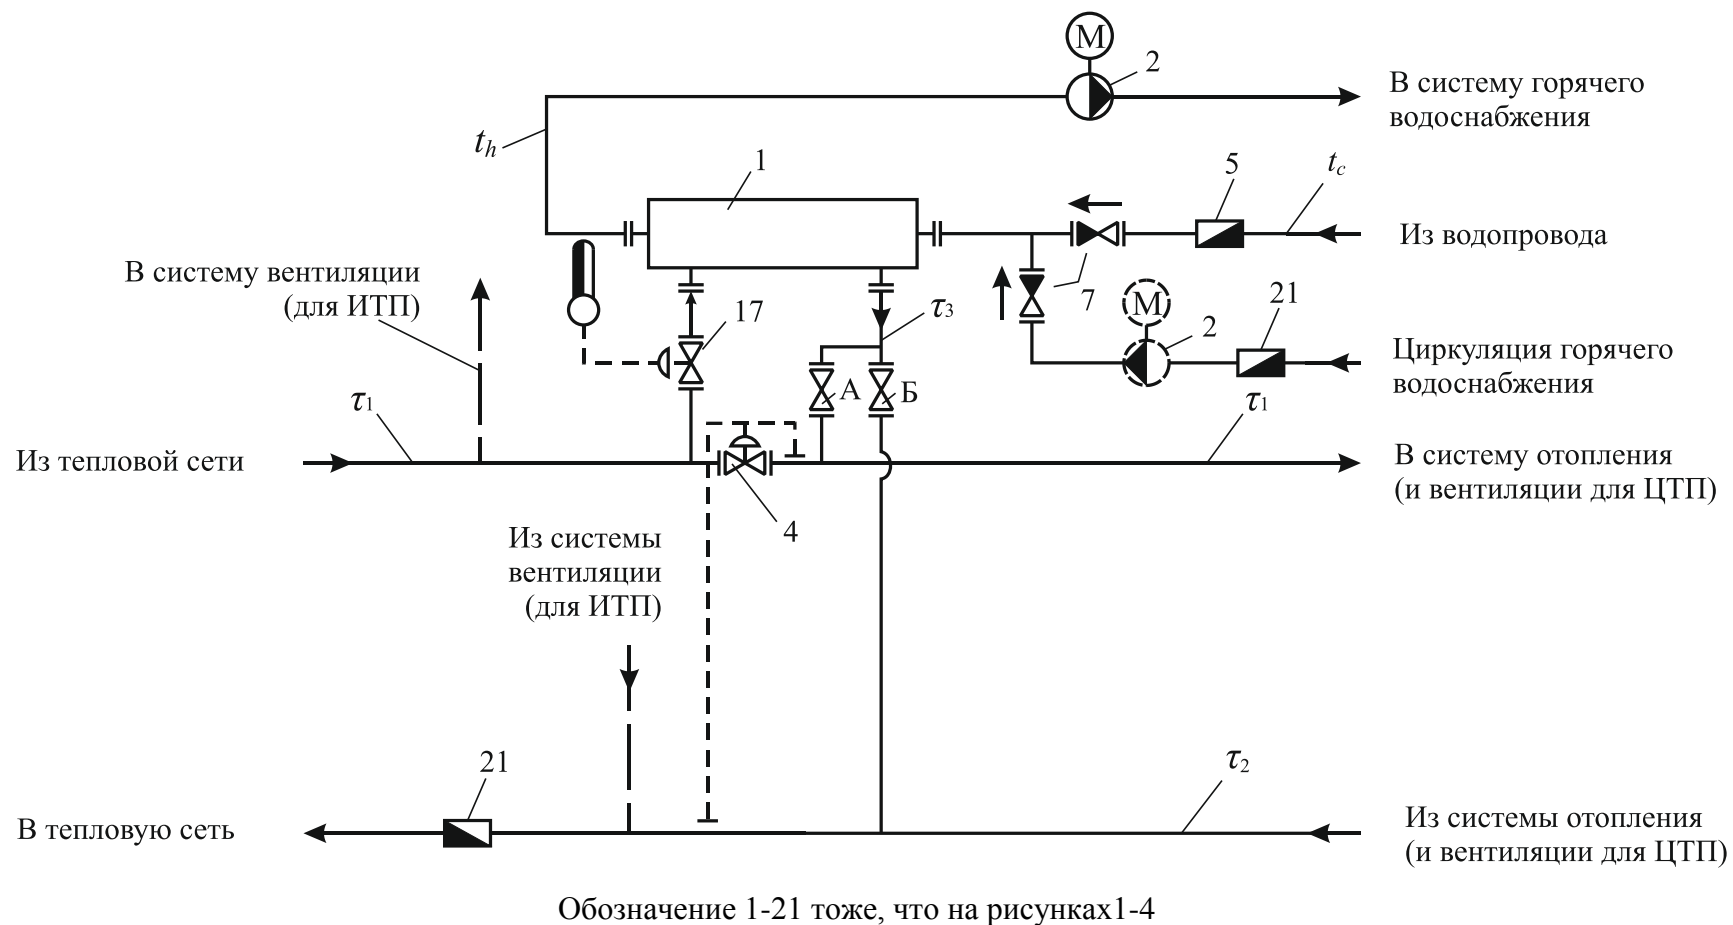 М
2
В систему горячего
водоснабжения
t_h
1
5
t_c
Из водопровода
В систему вентиляции
(для ИТП)
17
τ3
7
М
21
2
Циркуляция горячего
водоснабжения
τ1
А
Б
τ1
Из тепловой сети
В систему отопления
(и вентиляции для ЦТП)
4
Из системы
вентиляции
(для ИТП)
21
τ2
В тепловую сеть
Из системы отопления
(и вентиляции для ЦТП)
Обозначение 1-21 тоже, что на рисунках1-4